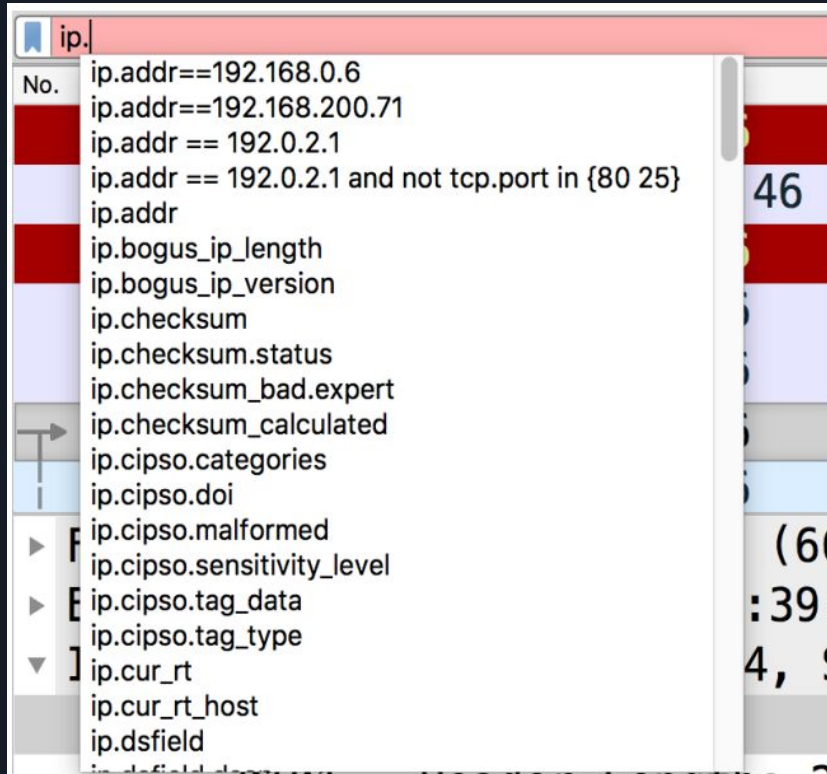 ip.
No.
ip.addr==192.168.0.6
ip.addr==192.168.200.71
ip.addr == 192.0.2.1
ip.addr == 192.0.2.1 and not tcp.port in {80 25}
46
ip.addr
ip.bogus_ip_length
ip.bogus_ip_version
ip.checksum
ip.checksum.status
ip.checksum_bad.expert
ip.checksum_calculated
ip.cipso.categories
ip.cipso.doi
ip.cipso.malformed
ip.cipso.sensitivity_level
ip.cipso.tag_data
:39
ip.cipso.tag_type
ip.cur_rt
4,
ip.cur_rt_host
ip.dsfield